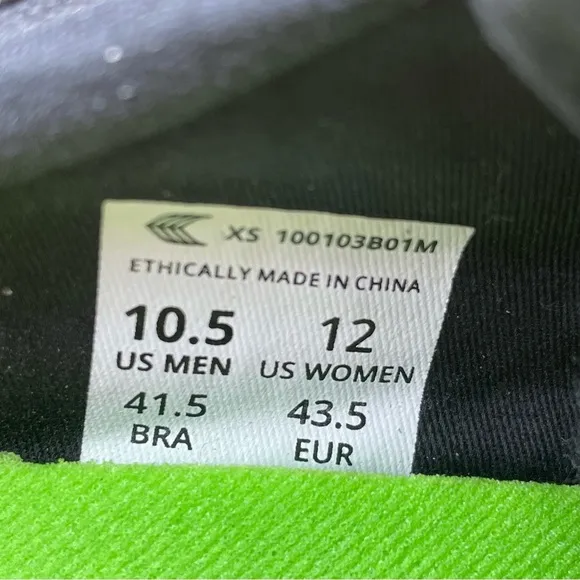 XS 100103B01M
ETHICALLY MADE IN CHINA
10.5 12
US MEN US WOMEN
41.5 43.5
BRA EUR